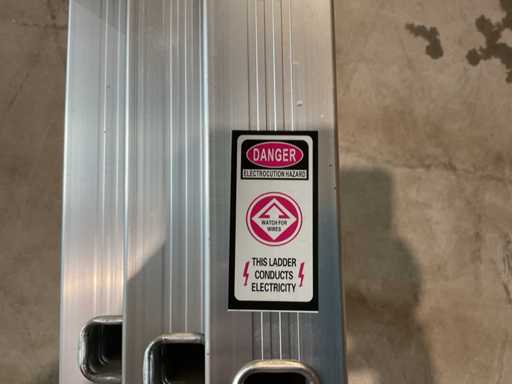 DANGER
ELECTROCUTION HAZARD
WATCH FOR
WIRES
THIS LADDER
CONDUCTS
ELECTRICITY